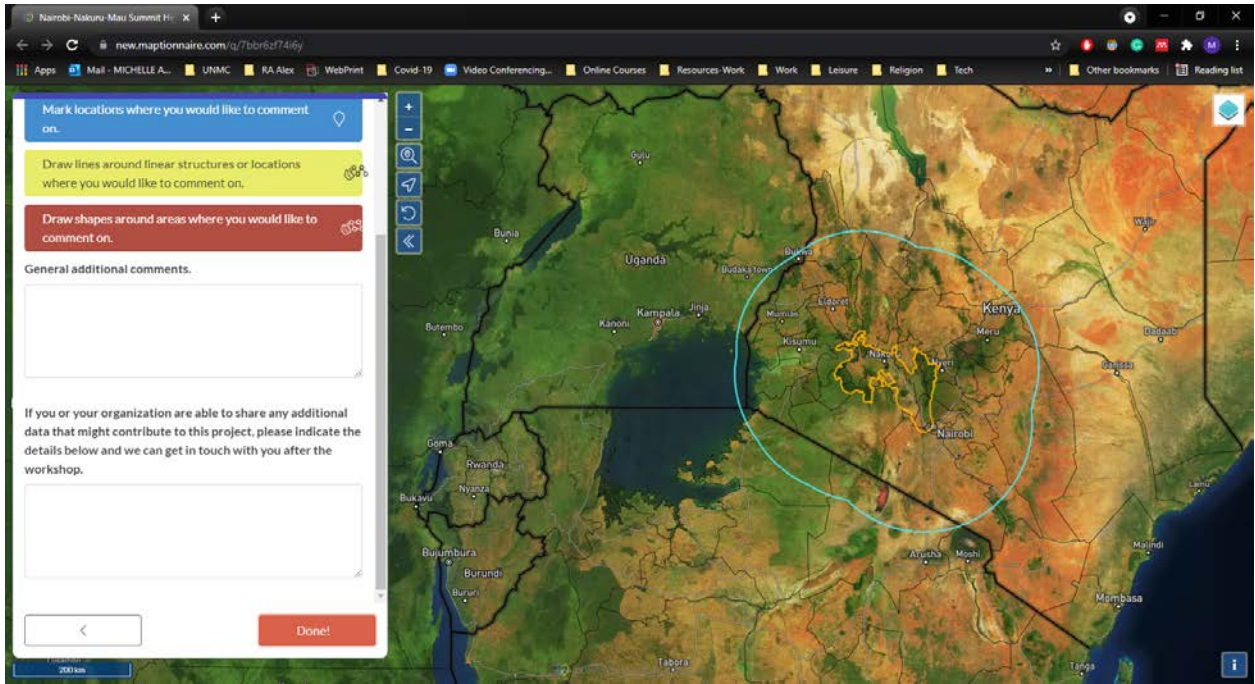 Nairobi-Nakuru-Mau Summit Hi
new.maptionnaire.com/q/7bbr6zf74i6y
Apps
Mail - MICHELLE A...
UNMC
RA Alex
WebPrint
Covid-19
Video Conferencing...
Online Courses
Resources-Work
Work
Leisure
Religion
Tech
»
Other bookmarks
Reading list
Mark locations where you would like to comment
on.
Draw lines around linear structures or locations
where you would like to comment on.
Draw shapes around areas where you would like to
comment on.
General additional comments.
If you or your organization are able to share any additional
data that might contribute to this project, please indicate the
details below and we can get in touch with you after the
workshop.
<
Done!
200 km
+
−
Gulu
Bunia
Uganda
Budaka town
Butembo
Kanoni
Kampala
Jinja
Mumias
Eldoret
Kisumu
Kenya
Meru
Nyeri
Nairobi
Wajir
Dadaab
Garissa
Goma
Rwanda
Nyanza
Bukavu
Bujumbura
Burundi
Bururi
Arusha
Moshi
Lamu
Malindi
Mombasa
Tabora
Tanga
i